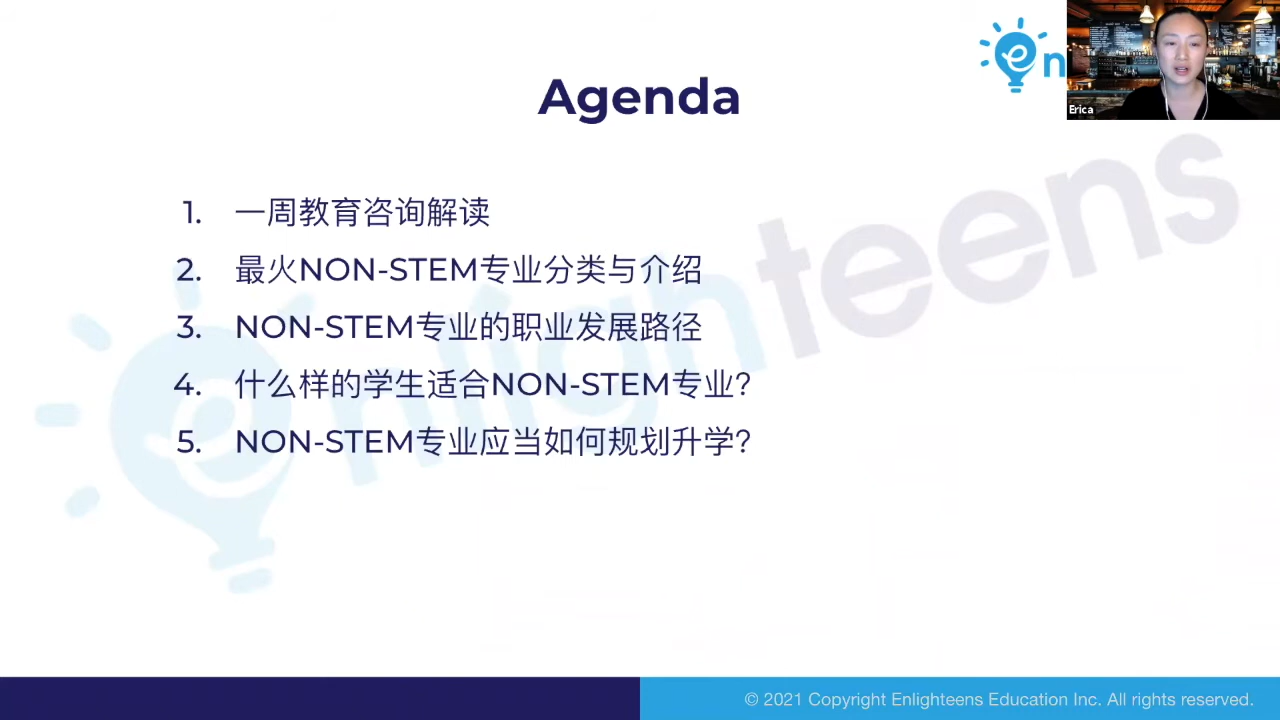 Agenda
en
Erica
1. 一周教育咨询解读
2. 最火NON-STEM专业分类与介绍
3. NON-STEM专业的职业发展路径
4. 什么样的学生适合NON-STEM专业?
5. NON-STEM专业应当如何规划升学?
enlighteens
© 2021 Copyright Enlighteens Education Inc. All rights reserved.